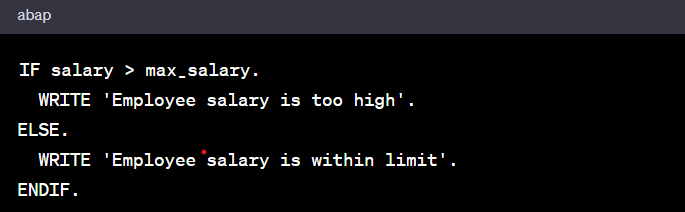 abap
IF salary > max_salary.
WRITE 'Employee salary is too high'.
ELSE.
WRITE 'Employee salary is within limit'.
ENDIF.